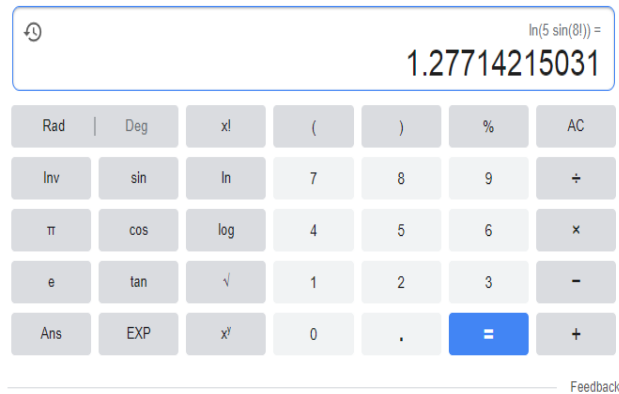 ln(5 sin(8!)) =
1.27714215031
Rad | Deg x! ( ) % AC
Inv sin ln 7 8 9 ÷
π cos log 4 5 6 ×
e tan √ 1 2 3 −
Ans EXP xʸ 0 . = +
Feedback